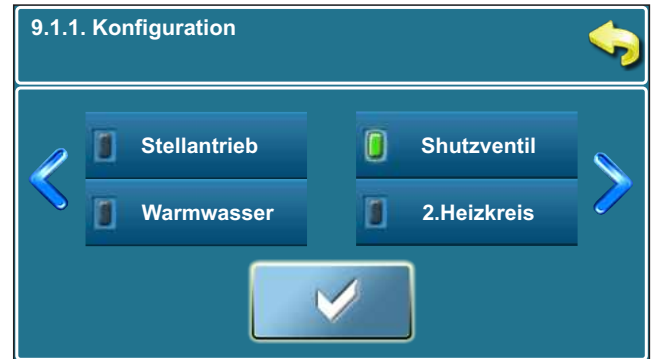 9.1.1. Konfiguration
Stellantrieb
Shutzventil
Warmwasser
2.Heizkreis